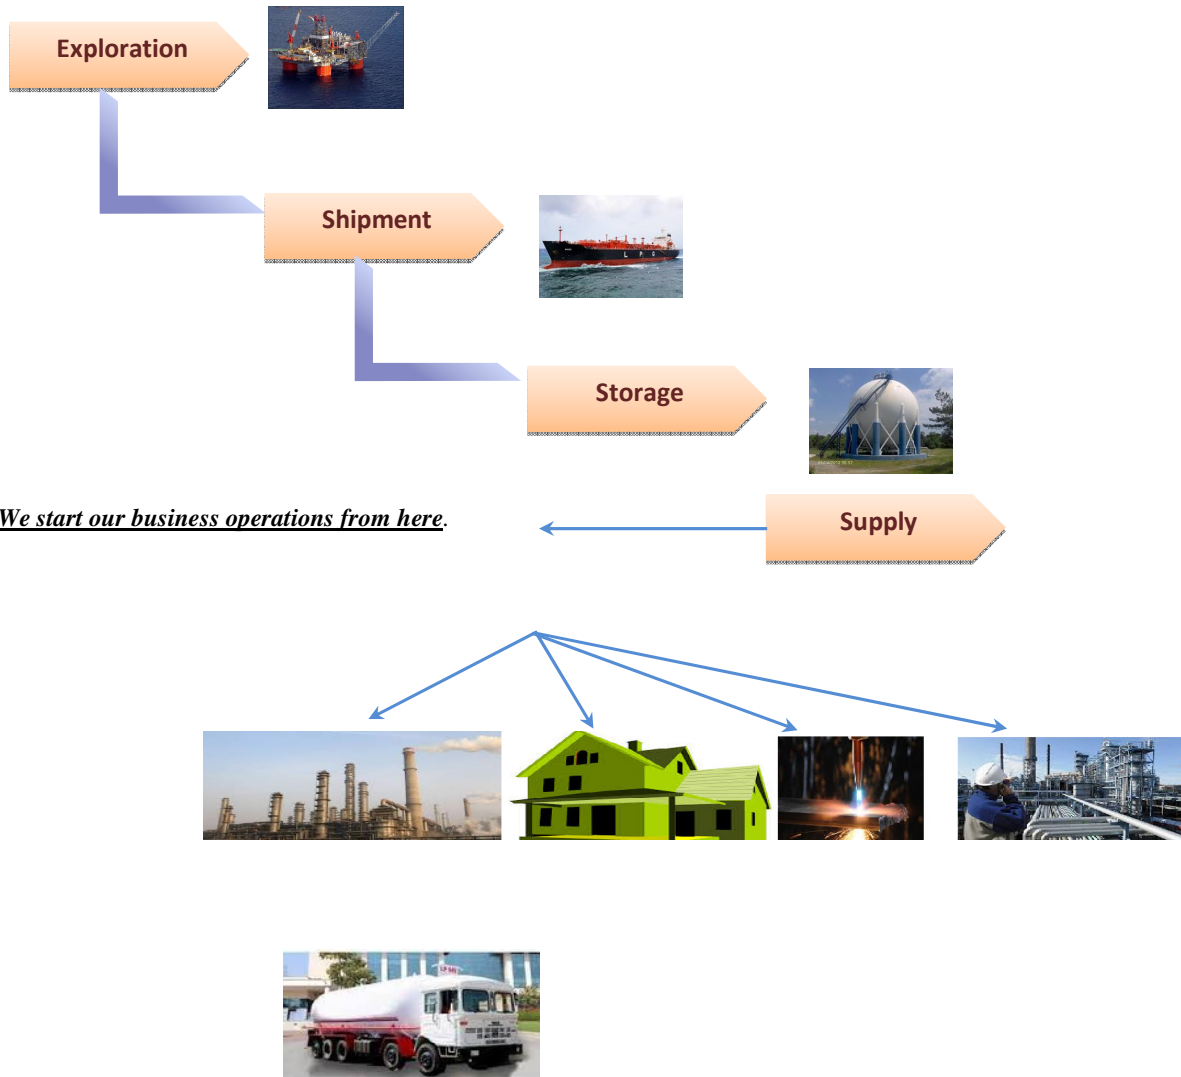 Exploration
Shipment
L P G
Storage
We start our business operations from here.
Supply